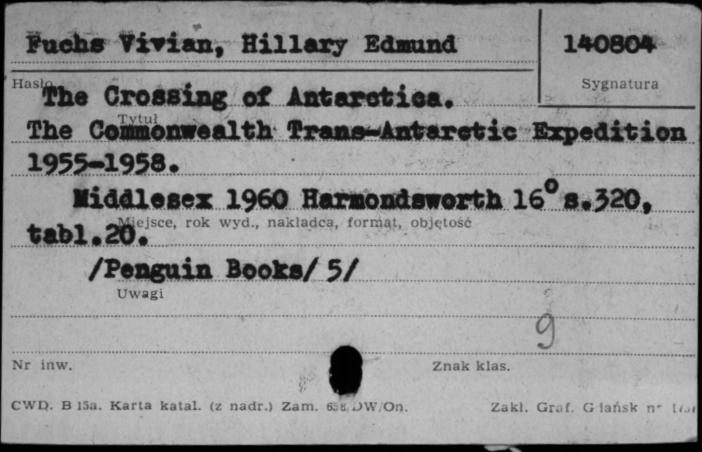 Fuchs Vivian, Hillary Edmund
140804
Hasło
Sygnatura
The Crossing of Antarctica.
Tytuł
The Commonwealth Trans-Antarctic Expedition
1955-1958.
Middlesex 1960 Harmondsworth 16° s.320,
Miejsce, rok wyd., nakładca, format, objętość
tabl.20.
/Penguin Books/ 5/
Uwagi
9
Nr inw.
Znak klas.
CWD. B 15a. Karta katal. (z nadr.) Zam. DW/On.
Zakł. Graf. Gdańsk